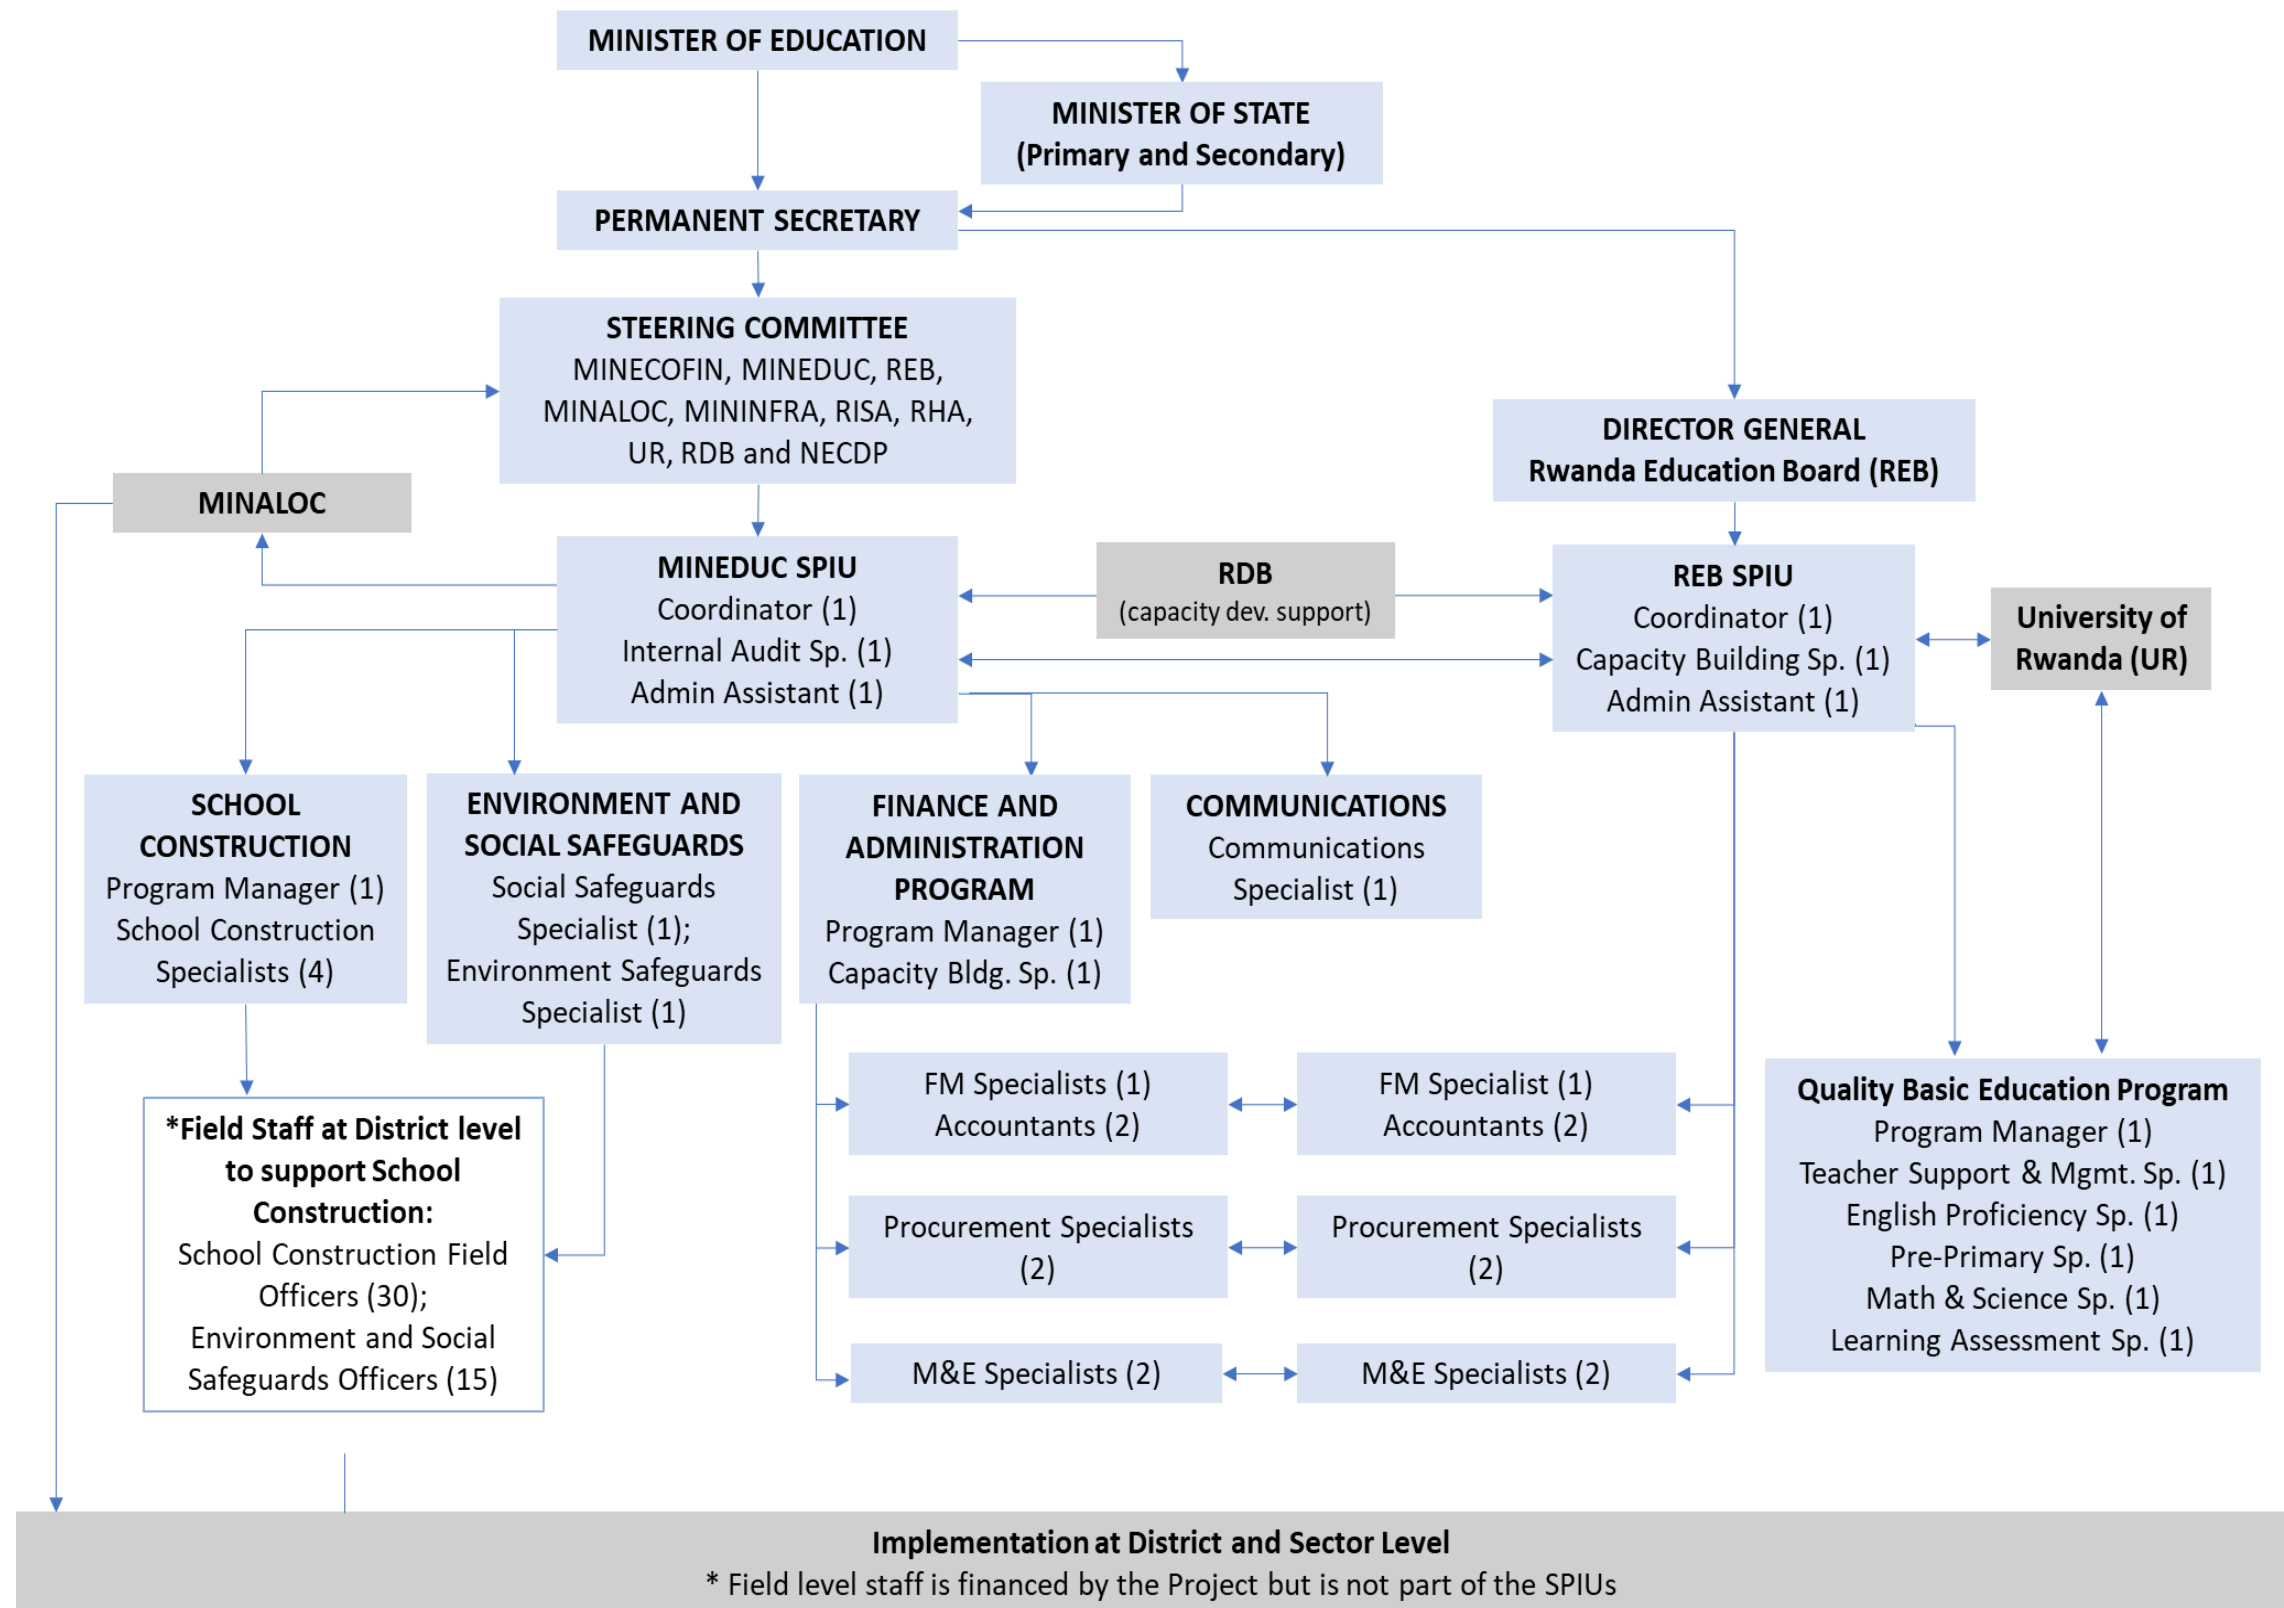 MINISTER OF EDUCATION
MINISTER OF STATE
(Primary and Secondary)
PERMANENT SECRETARY
STEERING COMMITTEE
MINECOFIN, MINEDUC, REB,
MINALOC, MININFRA, RISA, RHA,
UR, RDB and NECDP
DIRECTOR GENERAL
Rwanda Education Board (REB)
MINALOC
MINEDUC SPIU
Coordinator (1)
Internal Audit Sp. (1)
Admin Assistant (1)
RDB
(capacity dev. support)
REB SPIU
Coordinator (1)
Capacity Building Sp. (1)
Admin Assistant (1)
University of
Rwanda (UR)
SCHOOL
CONSTRUCTION
Program Manager (1)
School Construction
Specialists (4)
ENVIRONMENT AND
SOCIAL SAFEGUARDS
Social Safeguards
Specialist (1);
Environment Safeguards
Specialist (1)
FINANCE AND
ADMINISTRATION
PROGRAM
Program Manager (1)
Capacity Bldg. Sp. (1)
COMMUNICATIONS
Communications
Specialist (1)
*Field Staff at District level
to support School
Construction:
School Construction Field
Officers (30);
Environment and Social
Safeguards Officers (15)
FM Specialists (1)
Accountants (2)
FM Specialist (1)
Accountants (2)
Procurement Specialists
(2)
Procurement Specialists
(2)
M&E Specialists (2)
M&E Specialists (2)
Quality Basic Education Program
Program Manager (1)
Teacher Support & Mgmt. Sp. (1)
English Proficiency Sp. (1)
Pre-Primary Sp. (1)
Math & Science Sp. (1)
Learning Assessment Sp. (1)
Implementation at District and Sector Level
* Field level staff is financed by the Project but is not part of the SPIUs